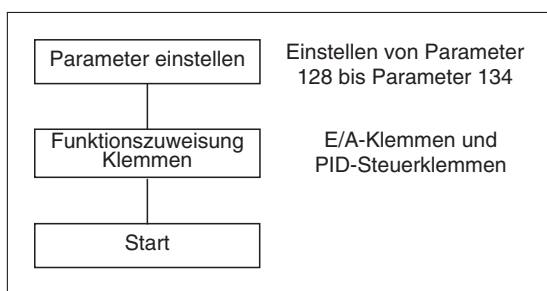 Parameter einstellen
Einstellen von Parameter
128 bis Parameter 134
Funktionszuweisung
Klemmen
E/A-Klemmen und
PID-Steuerklemmen
Start